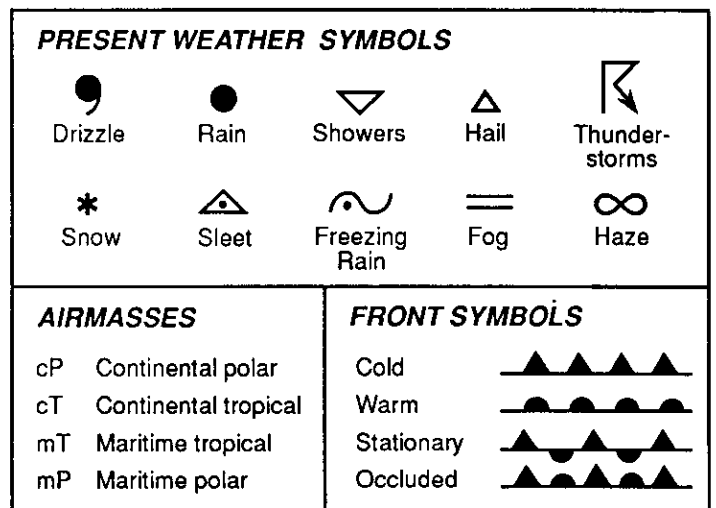 PRESENT WEATHER SYMBOLS
Drizzle Rain Showers Hail Thunder-
storms
Snow Sleet Freezing Fog Haze
Rain
AIRMASSES
cP Continental polar
cT Continental tropical
mT Maritime tropical
mP Maritime polar
FRONT SYMBOLS
Cold
Warm
Stationary
Occluded